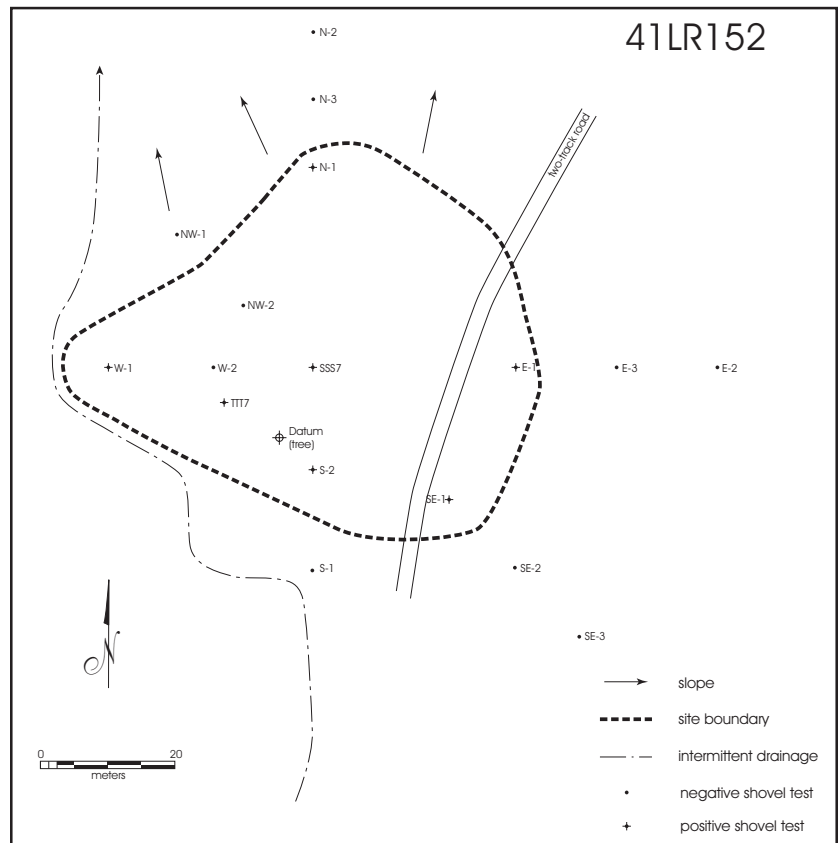 41LR152
N-2
N-3
two-track road
N-1
NW-1
NW-2
W-1
W-2
SSS7
E-1
E-3
E-2
TTT7
Datum
(tree)
S-2
SE-1
S-1
SE-2
N
SE-3
slope
site boundary
0 20
meters
intermittent drainage
negative shovel test
positive shovel test